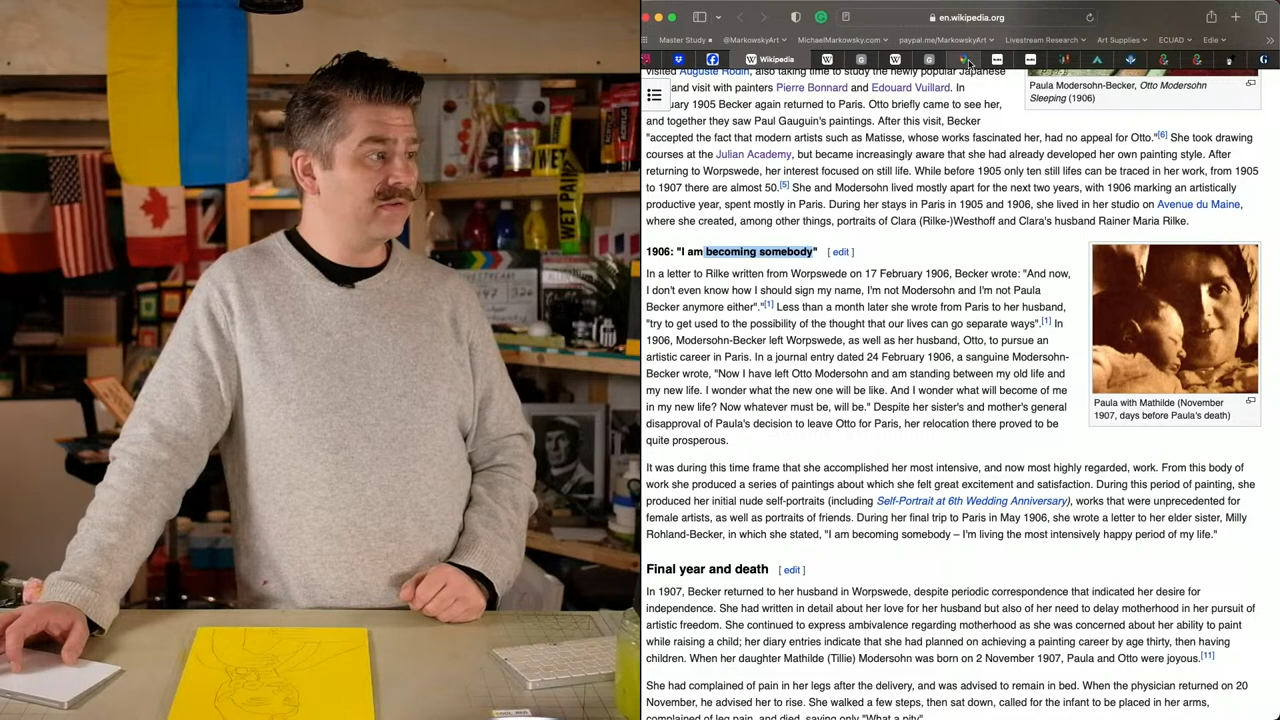 WET PAINT
LIVESTREAM
COOL RED
en.wikipedia.org
Master Study
@MarkowskyArt
MichaelMarkowsky.com
paypal.me/MarkowskyArt
Livestream Research
Art Supplies
ECUAD
Edie
Wikipedia
visited Auguste Rodin, also taking time to study the newly popular Japanese
and visit with painters Pierre Bonnard and Edouard Vuillard. In
uary 1905 Becker again returned to Paris. Otto briefly came to see her,
and together they saw Paul Gauguin's paintings. After this visit, Becker
"accepted the fact that modern artists such as Matisse, whose works fascinated her, had no appeal for Otto."[6] She took drawing
courses at the Julian Academy, but became increasingly aware that she had already developed her own painting style. After
returning to Worpswede, her interest focused on still life. While before 1905 only ten still lifes can be traced in her work, from 1905
to 1907 there are almost 50.[5] She and Modersohn lived mostly apart for the next two years, with 1906 marking an artistically
productive year, spent mostly in Paris. During her stays in Paris in 1905 and 1906, she lived in her studio on Avenue du Maine,
where she created, among other things, portraits of Clara (Rilke-)Westhoff and Clara's husband Rainer Maria Rilke.
Paula Modersohn-Becker, Otto Modersohn
Sleeping (1906)
1906: "I am becoming somebody" [ edit ]
In a letter to Rilke written from Worpswede on 17 February 1906, Becker wrote: "And now,
I don't even know how I should sign my name, I'm not Modersohn and I'm not Paula
Becker anymore either"."[1] Less than a month later she wrote from Paris to her husband,
"try to get used to the possibility of the thought that our lives can go separate ways".[1] In
1906, Modersohn-Becker left Worpswede, as well as her husband, Otto, to pursue an
artistic career in Paris. In a journal entry dated 24 February 1906, a sanguine Modersohn-
Becker wrote, "Now I have left Otto Modersohn and am standing between my old life and
my new life. I wonder what the new one will be like. And I wonder what will become of me
in my new life? Now whatever must be, will be." Despite her sister's and mother's general
disapproval of Paula's decision to leave Otto for Paris, her relocation there proved to be
quite prosperous.
Paula with Mathilde (November
1907, days before Paula's death)
It was during this time frame that she accomplished her most intensive, and now most highly regarded, work. From this body of
work she produced a series of paintings about which she felt great excitement and satisfaction. During this period of painting, she
produced her initial nude self-portraits (including Self-Portrait at 6th Wedding Anniversary), works that were unprecedented for
female artists, as well as portraits of friends. During her final trip to Paris in May 1906, she wrote a letter to her elder sister, Milly
Rohland-Becker, in which she stated, "I am becoming somebody – I'm living the most intensively happy period of my life."
Final year and death [ edit ]
In 1907, Becker returned to her husband in Worpswede, despite periodic correspondence that indicated her desire for
independence. She had written in detail about her love for her husband but also of her need to delay motherhood in her pursuit of
artistic freedom. She continued to express ambivalence regarding motherhood as she was concerned about her ability to paint
while raising a child; her diary entries indicate that she had planned on achieving a painting career by age thirty, then having
children. When her daughter Mathilde (Tillie) Modersohn was born on 2 November 1907, Paula and Otto were joyous.[11]
She had complained of pain in her legs after the delivery, and was advised to remain in bed. When the physician returned on 20
November, he advised her to rise. She walked a few steps, then sat down, called for the infant to be placed in her arms,
complained of leg pain, and died, saying only "What a pity".